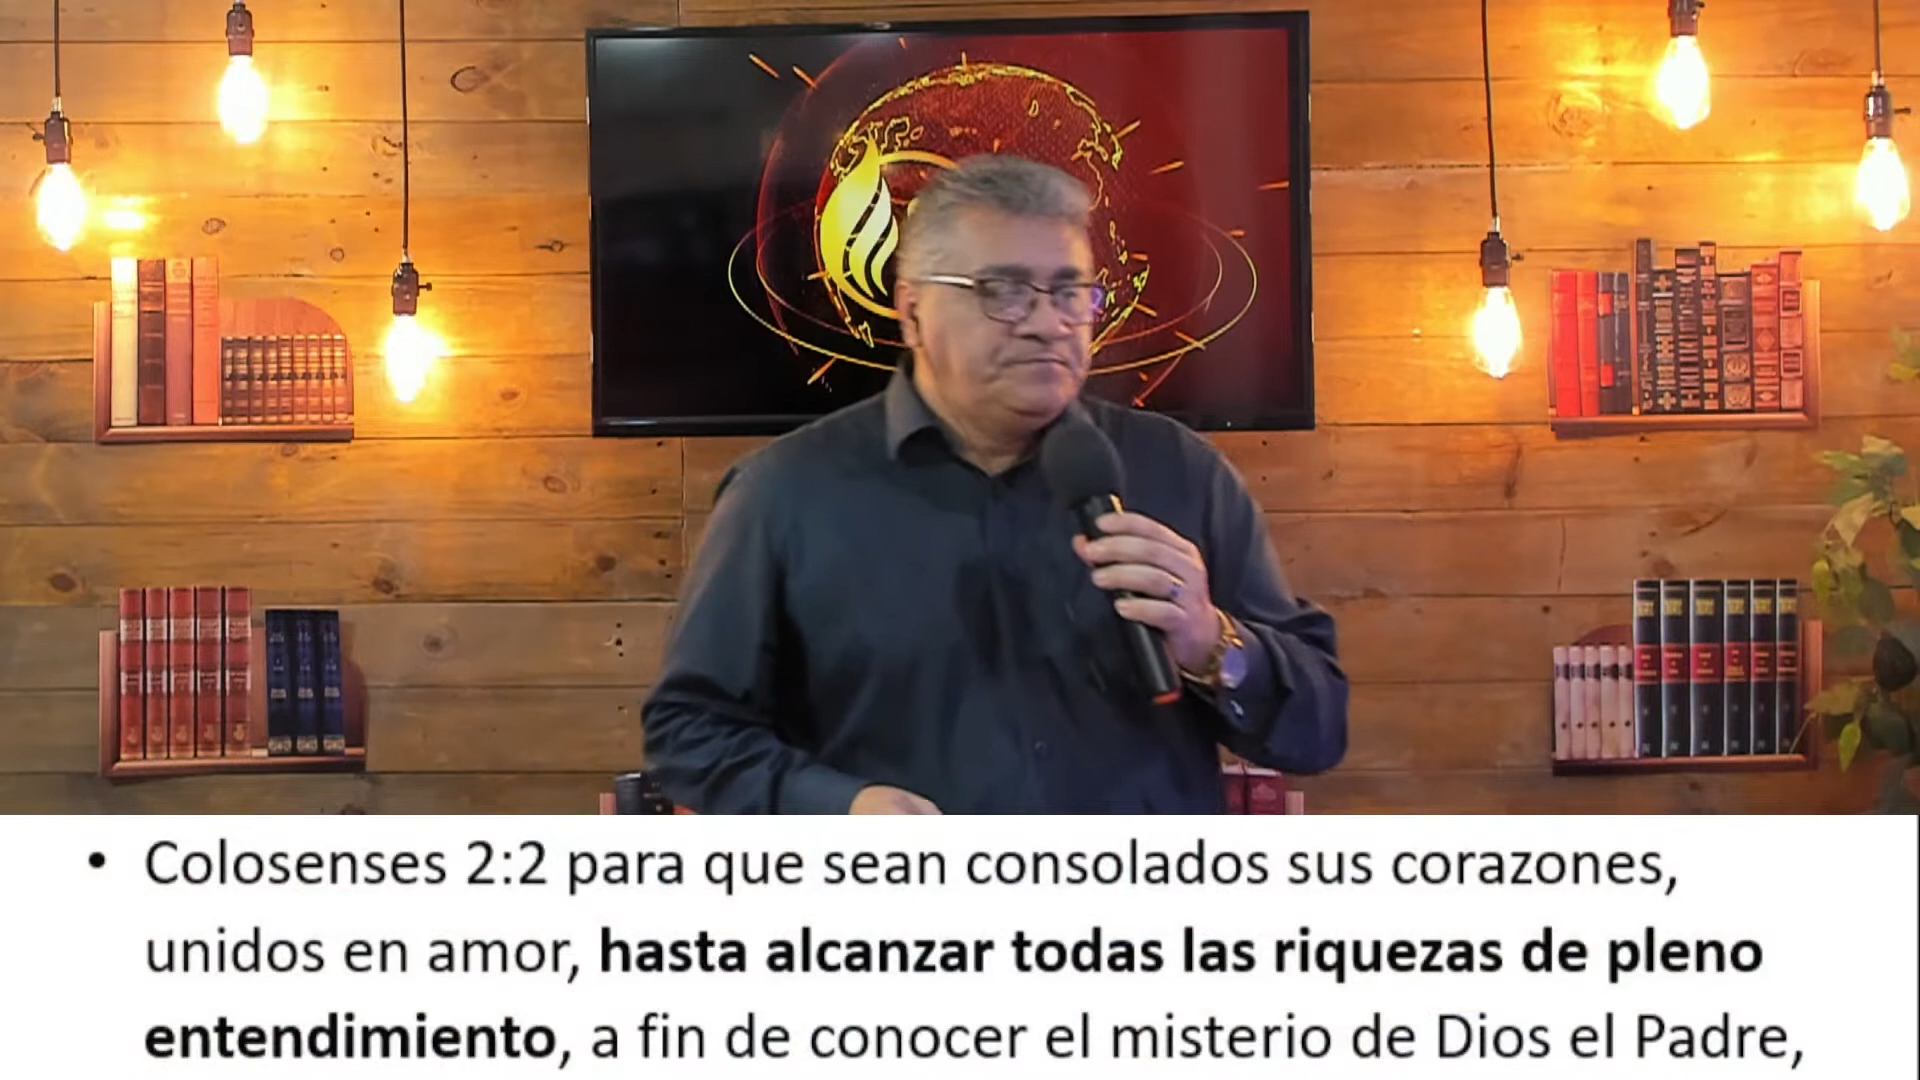 • Colosenses 2:2 para que sean consolados sus corazones,
unidos en amor, hasta alcanzar todas las riquezas de pleno
entendimiento, a fin de conocer el misterio de Dios el Padre,